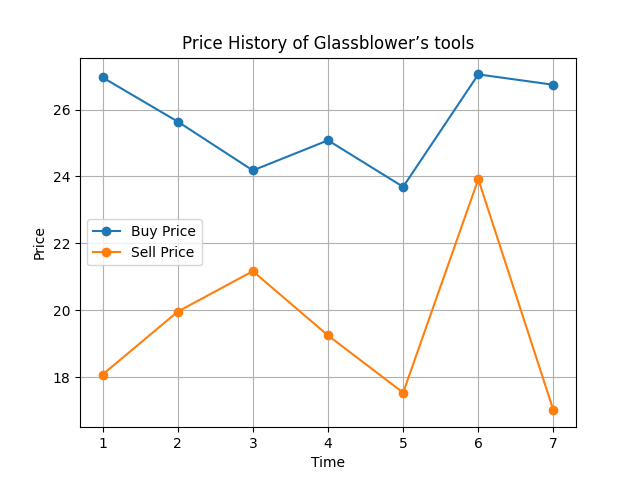 Price History of Glassblower’s tools
26
24
22
20
18
Price
Buy Price
Sell Price
1 2 3 4 5 6 7
Time